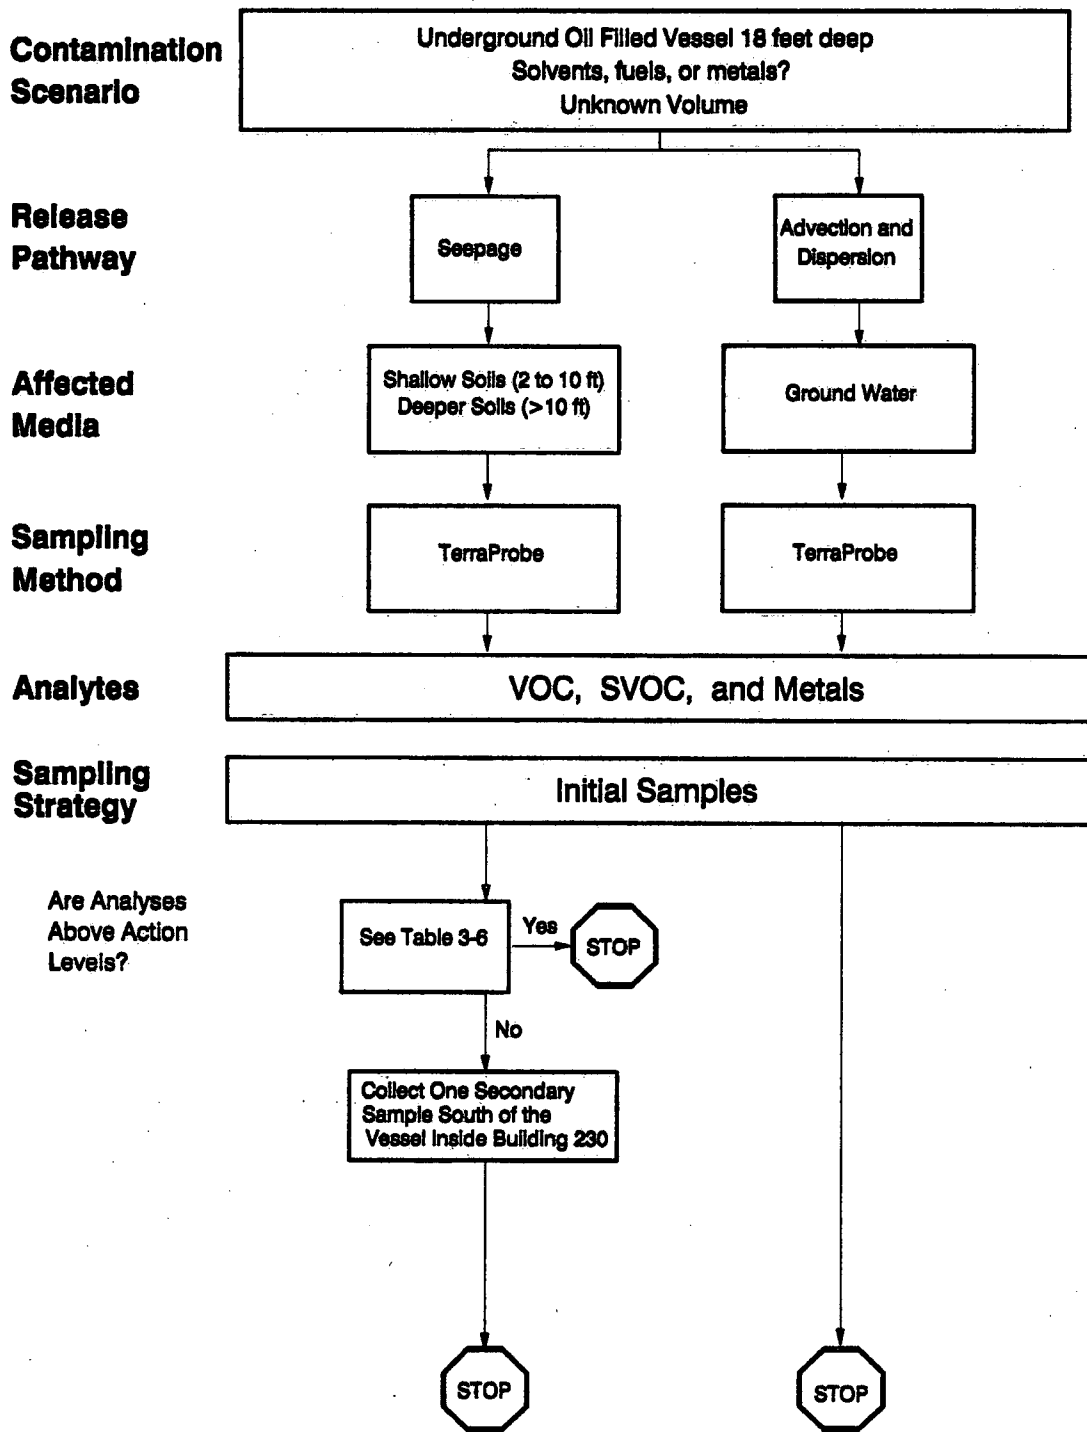 Contamination
Scenario
Underground Oil Filled Vessel 18 feet deep
Solvents, fuels, or metals?
Unknown Volume
Release
Pathway
Seepage
Advection and
Dispersion
Affected
Media
Shallow Soils (2 to 10 ft)
Deeper Soils (>10 ft)
Ground Water
Sampling
Method
TerraProbe
TerraProbe
Analytes
VOC, SVOC, and Metals
Sampling
Strategy
Initial Samples
Are Analyses
Above Action
Levels?
See Table 3-6
Yes
STOP
No
Collect One Secondary
Sample South of the
Vessel Inside Building 230
STOP
STOP